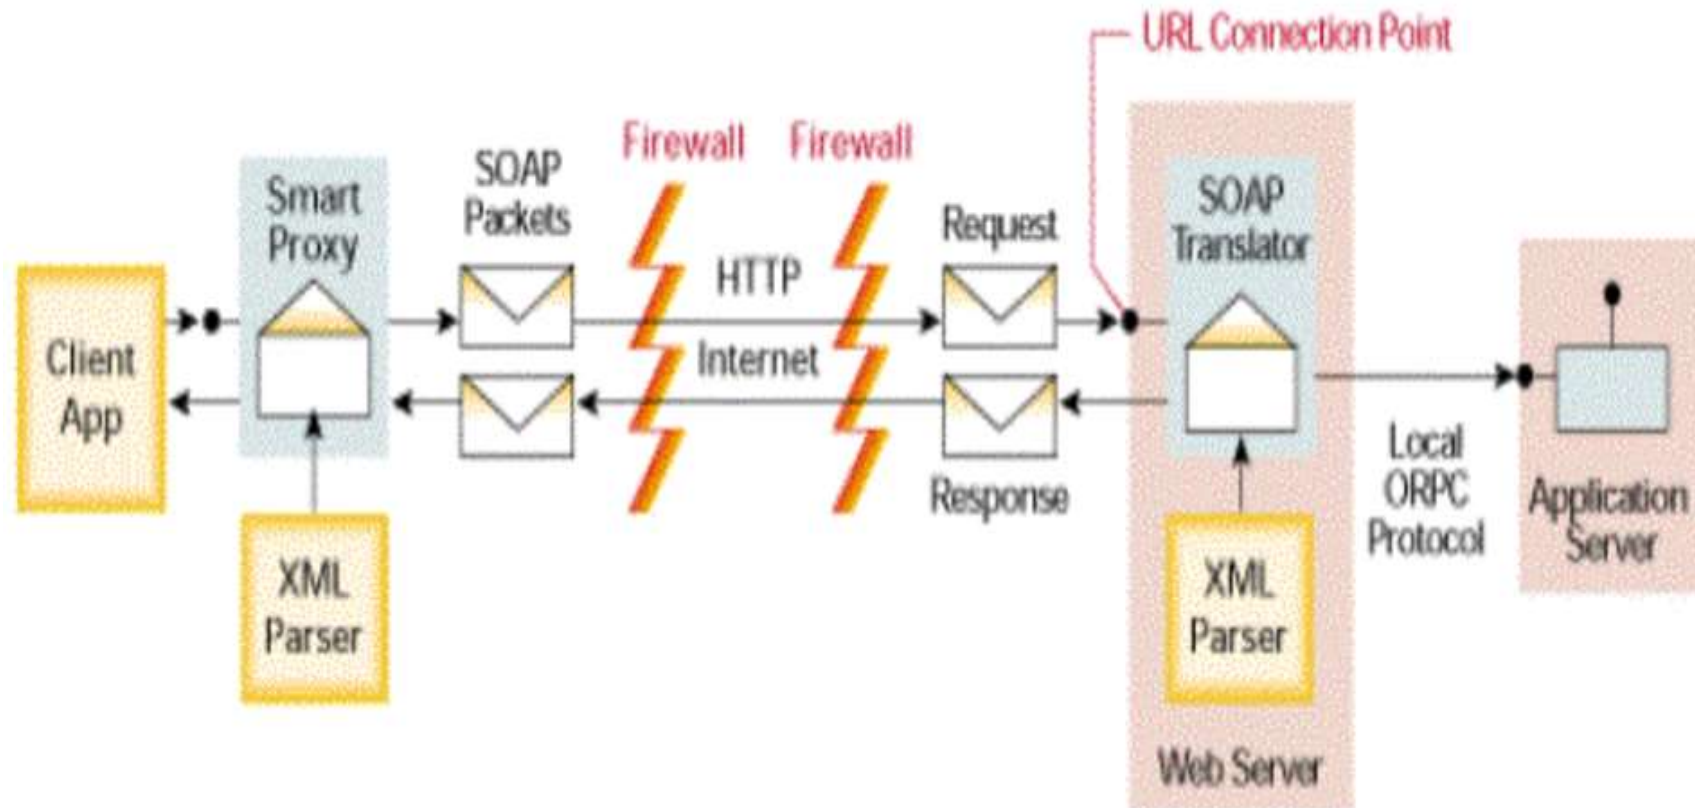 URL Connection Point
Firewall
Firewall
SOAP
Packets
Smart
Proxy
SOAP
Translator
Request
HTTP
Internet
Client
App
Response
Local
ORPC
Protocol
Application
Server
XML
Parser
XML
Parser
Web Server